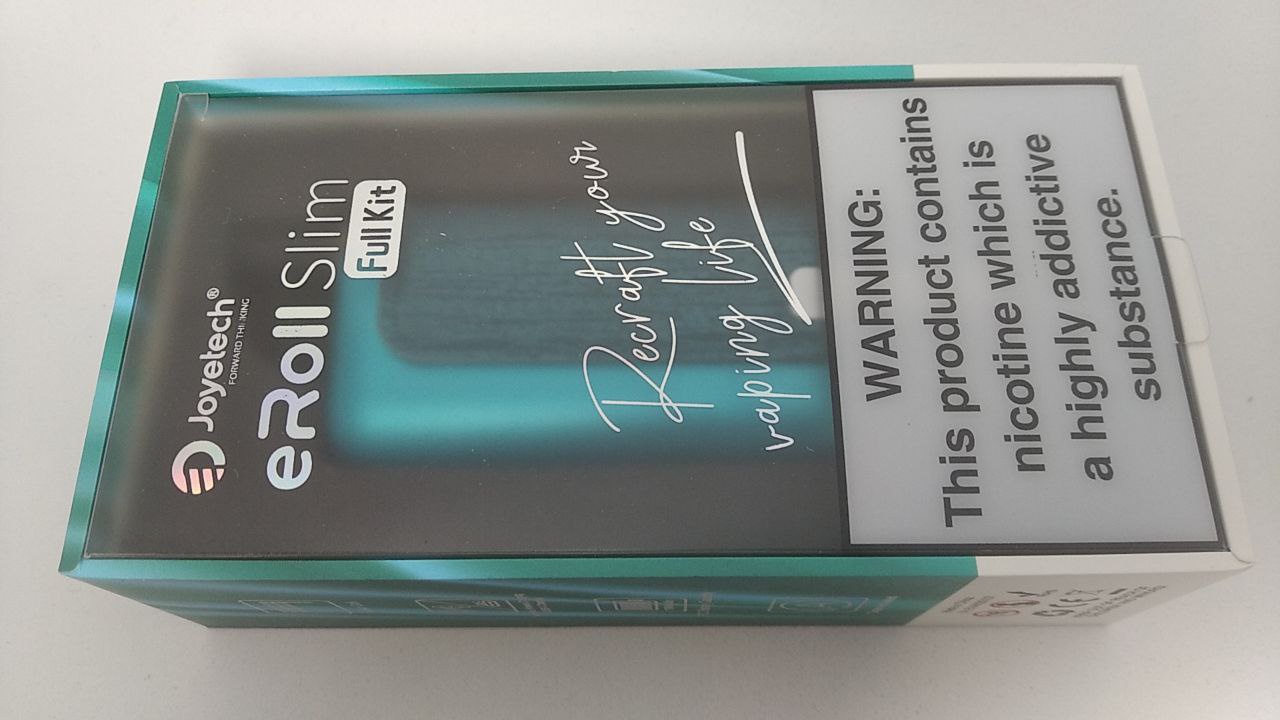 Joyetech®
FORWARD THINKING
eRoll Slim
Full Kit
Recraft your
vaping life
WARNING:
This product contains
nicotine which is
a highly addictive
substance.